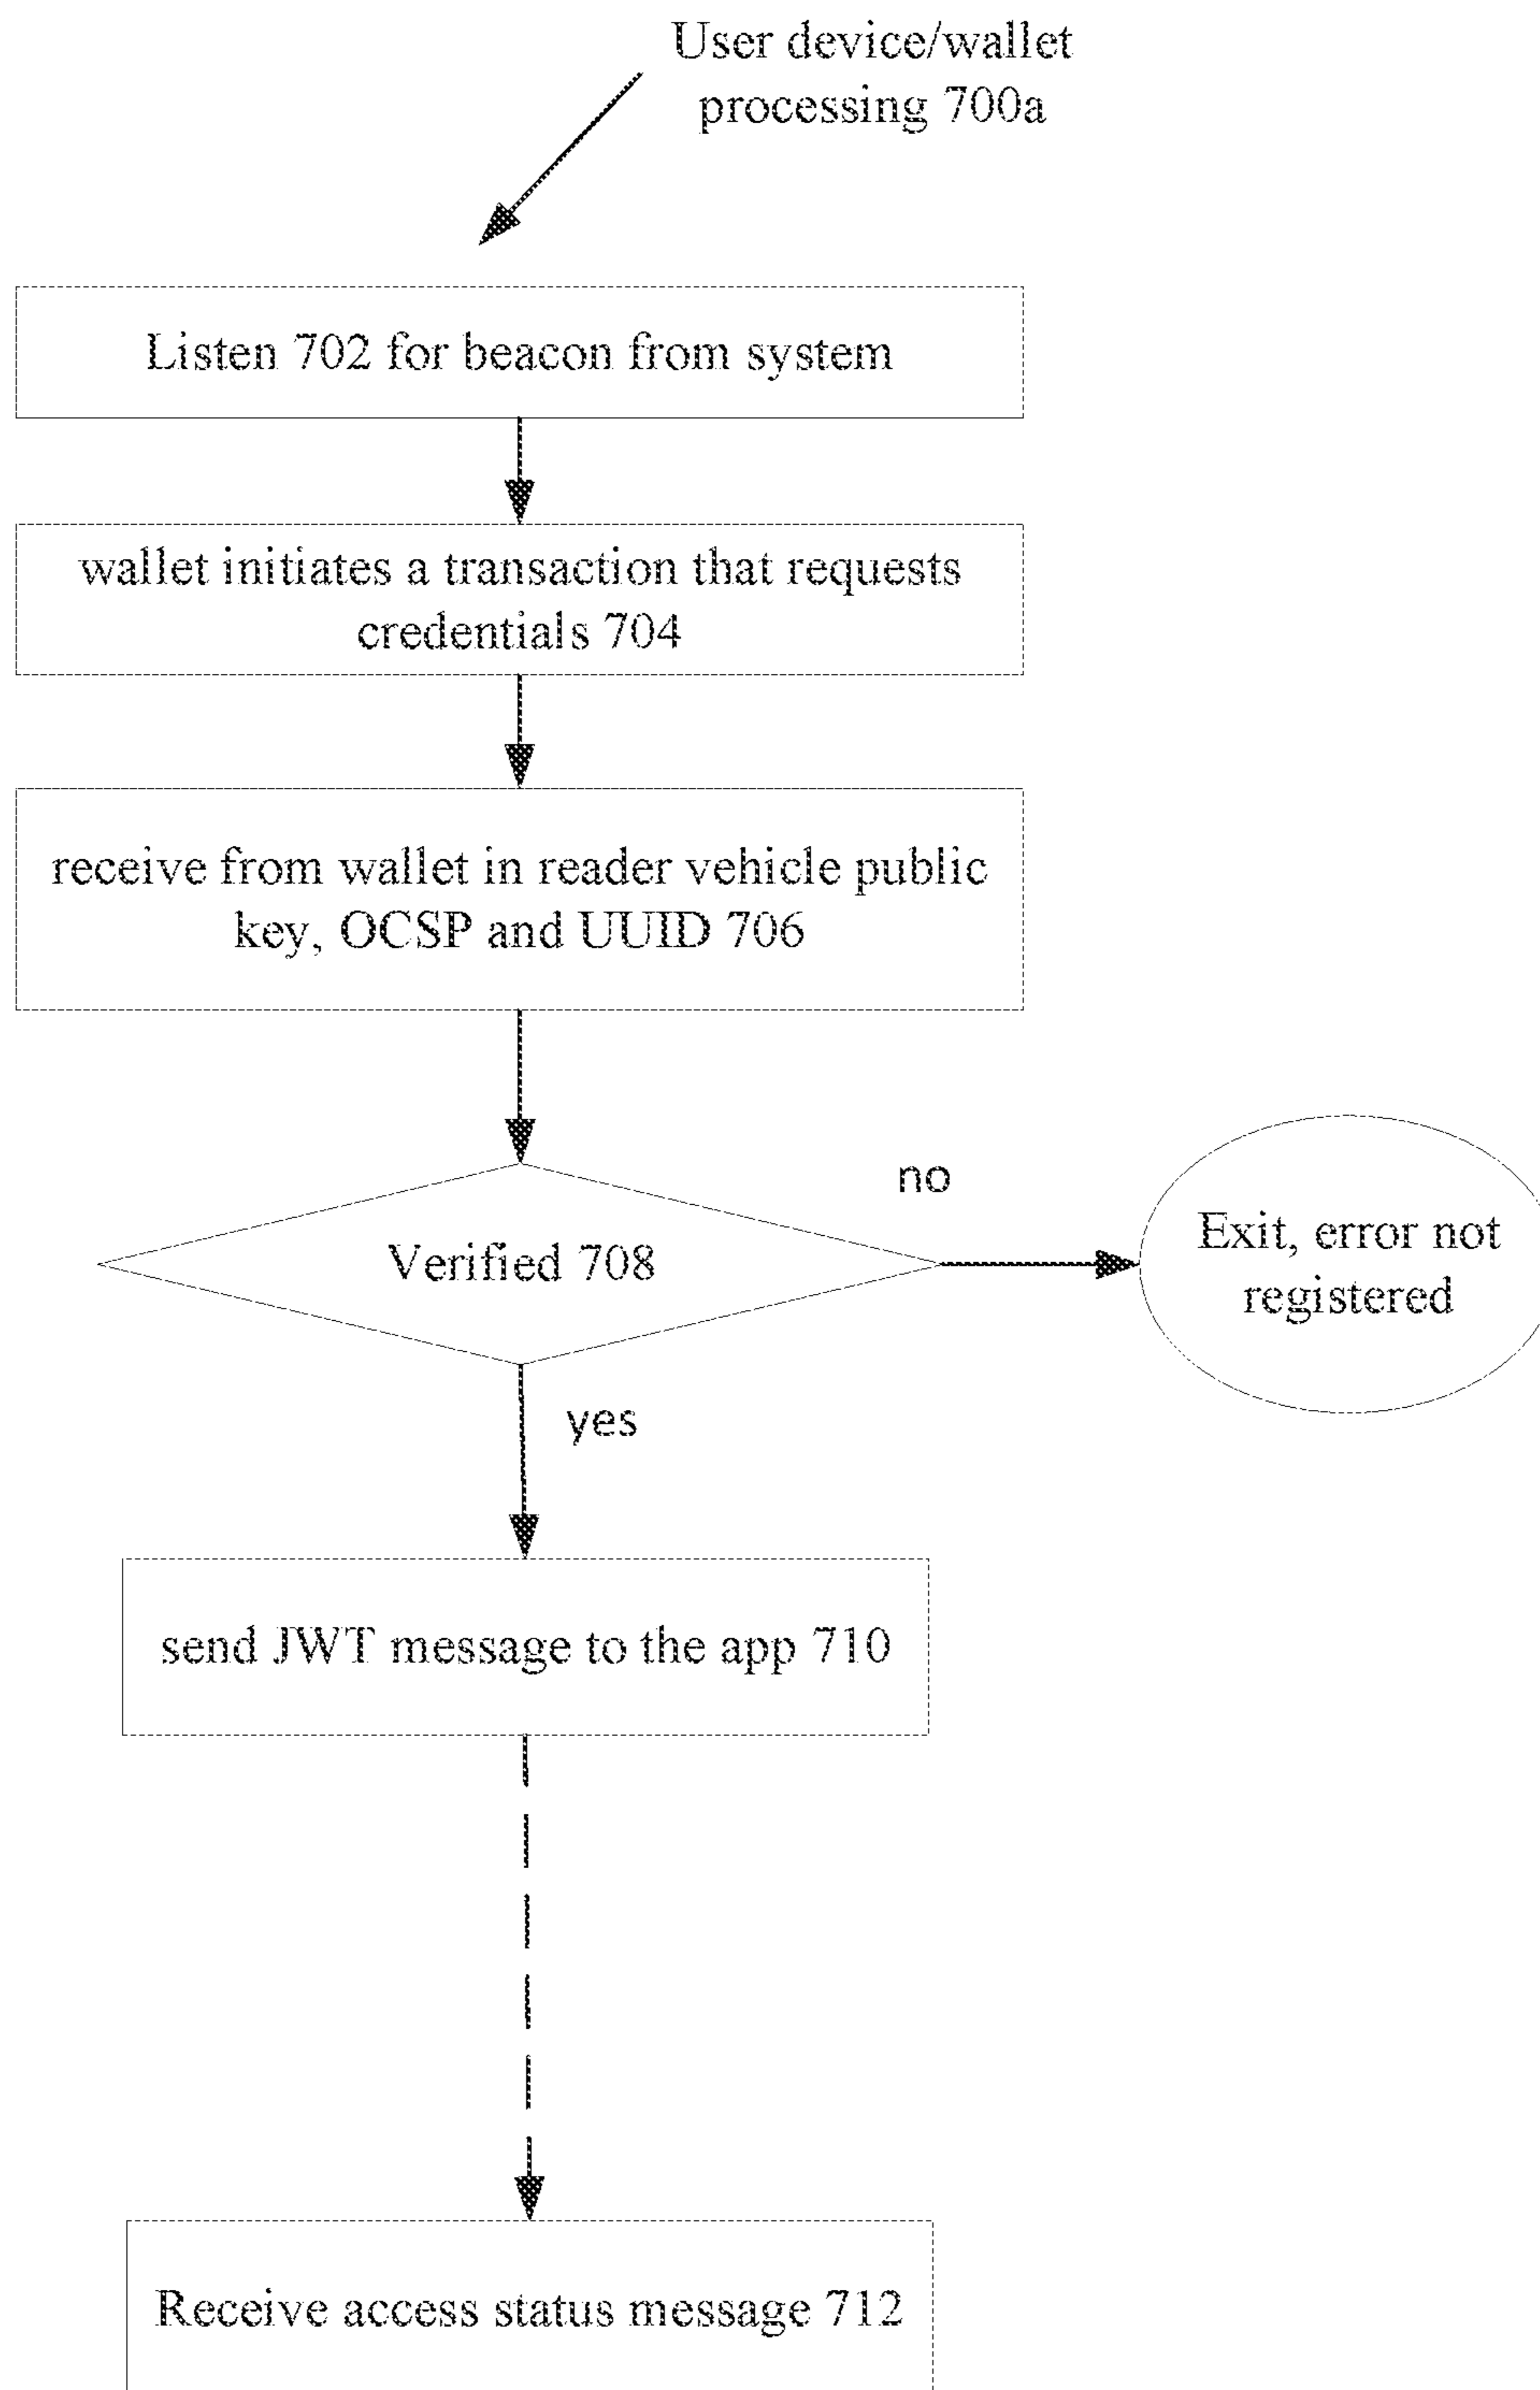 User device/wallet
processing 700a
Listen 702 for beacon from system
wallet initiates a transaction that requests
credentials 704
receive from wallet in reader vehicle public
key, OCSP and UUID 706
no
Verified 708
Exit, error not
registered
yes
send JWT message to the app 710
Receive access status message 712